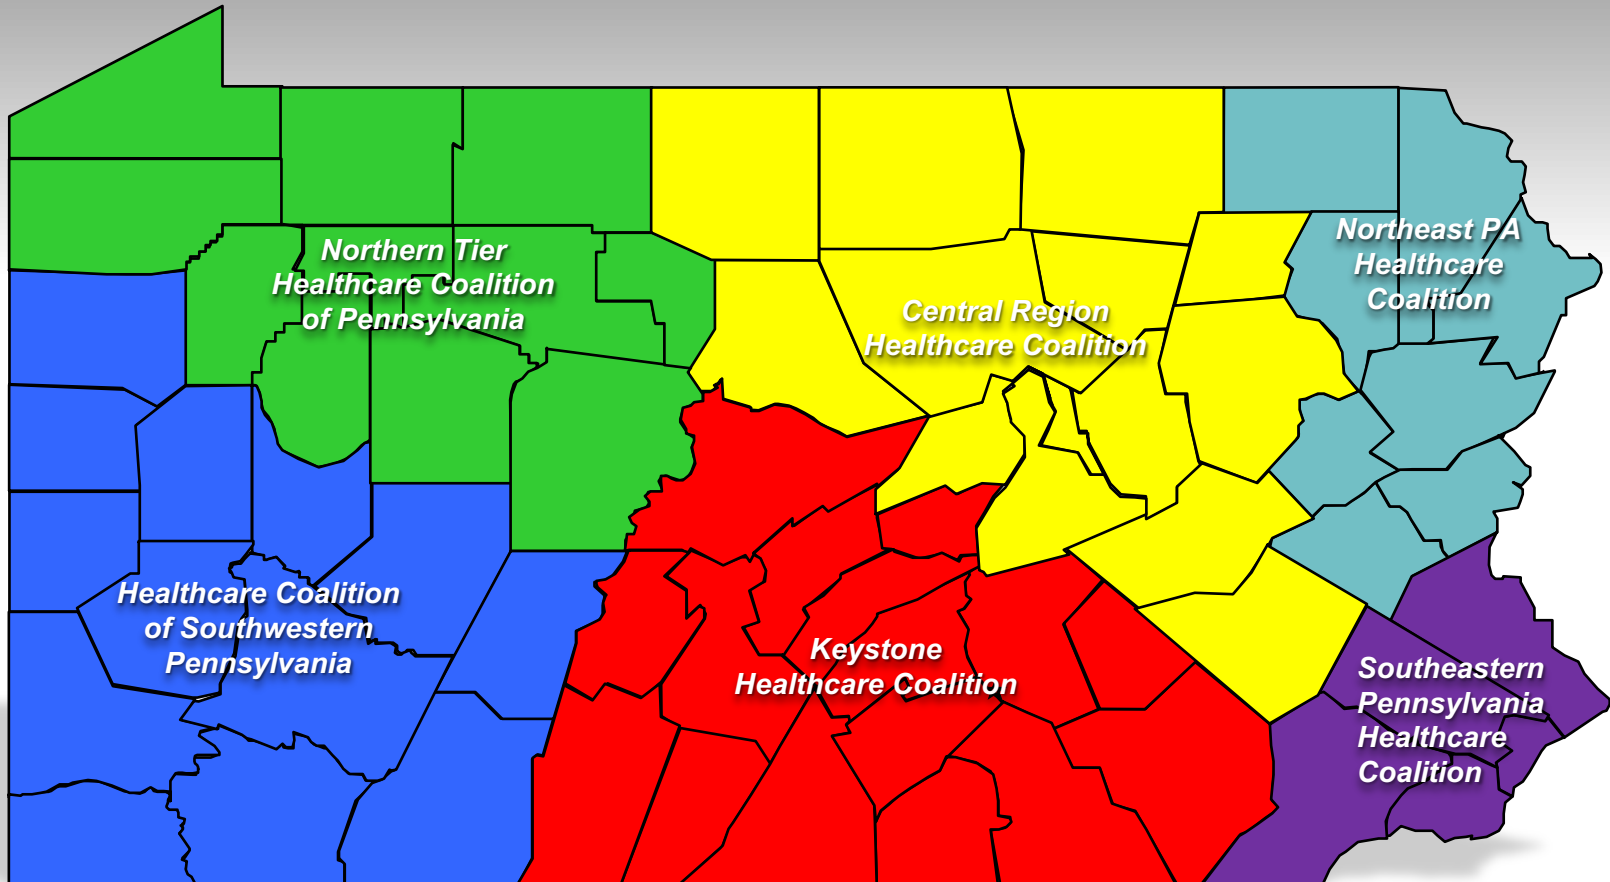 Northern Tier
Healthcare Coalition
of Pennsylvania
Central Region
Healthcare Coalition
Northeast PA
Healthcare
Coalition
Healthcare Coalition
of Southwestern
Pennsylvania
Keystone
Healthcare Coalition
Southeastern
Pennsylvania
Healthcare
Coalition